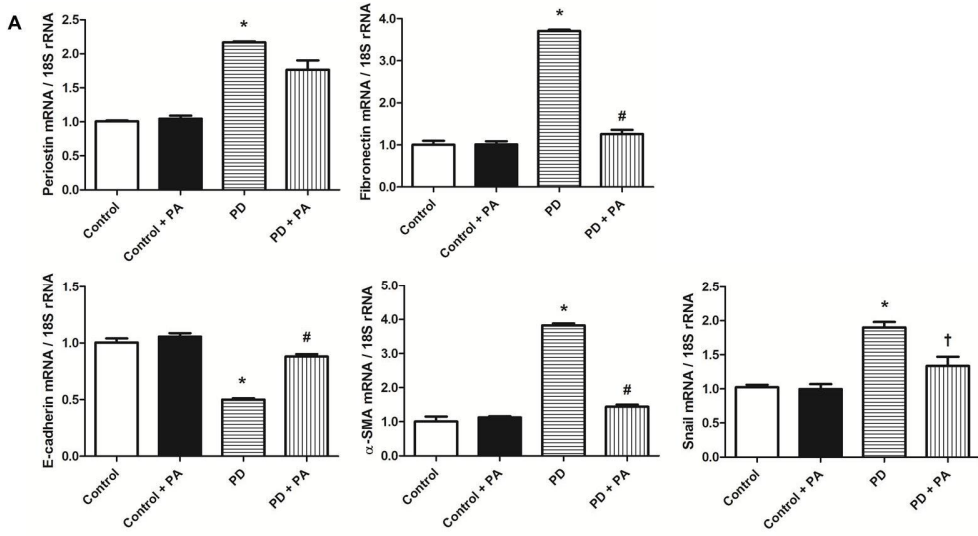 A
Periostin mRNA / 18S rRNA
2.5
2.0
1.5
1.0
0.5
0.0
*
Control
Control + PA
PD
PD + PA
Fibronectin mRNA / 18S rRNA
4.0
3.0
2.0
1.0
0.0
*
#
Control
Control + PA
PD
PD + PA
E-cadherin mRNA / 18S rRNA
1.5
1.0
0.5
0.0
*
#
Control
Control + PA
PD
PD + PA
α-SMA mRNA / 18S rRNA
5.0
4.0
3.0
2.0
1.0
0.0
*
#
Control
Control + PA
PD
PD + PA
Snail mRNA / 18S rRNA
2.5
2.0
1.5
1.0
0.5
0.0
*
†
Control
Control + PA
PD
PD + PA